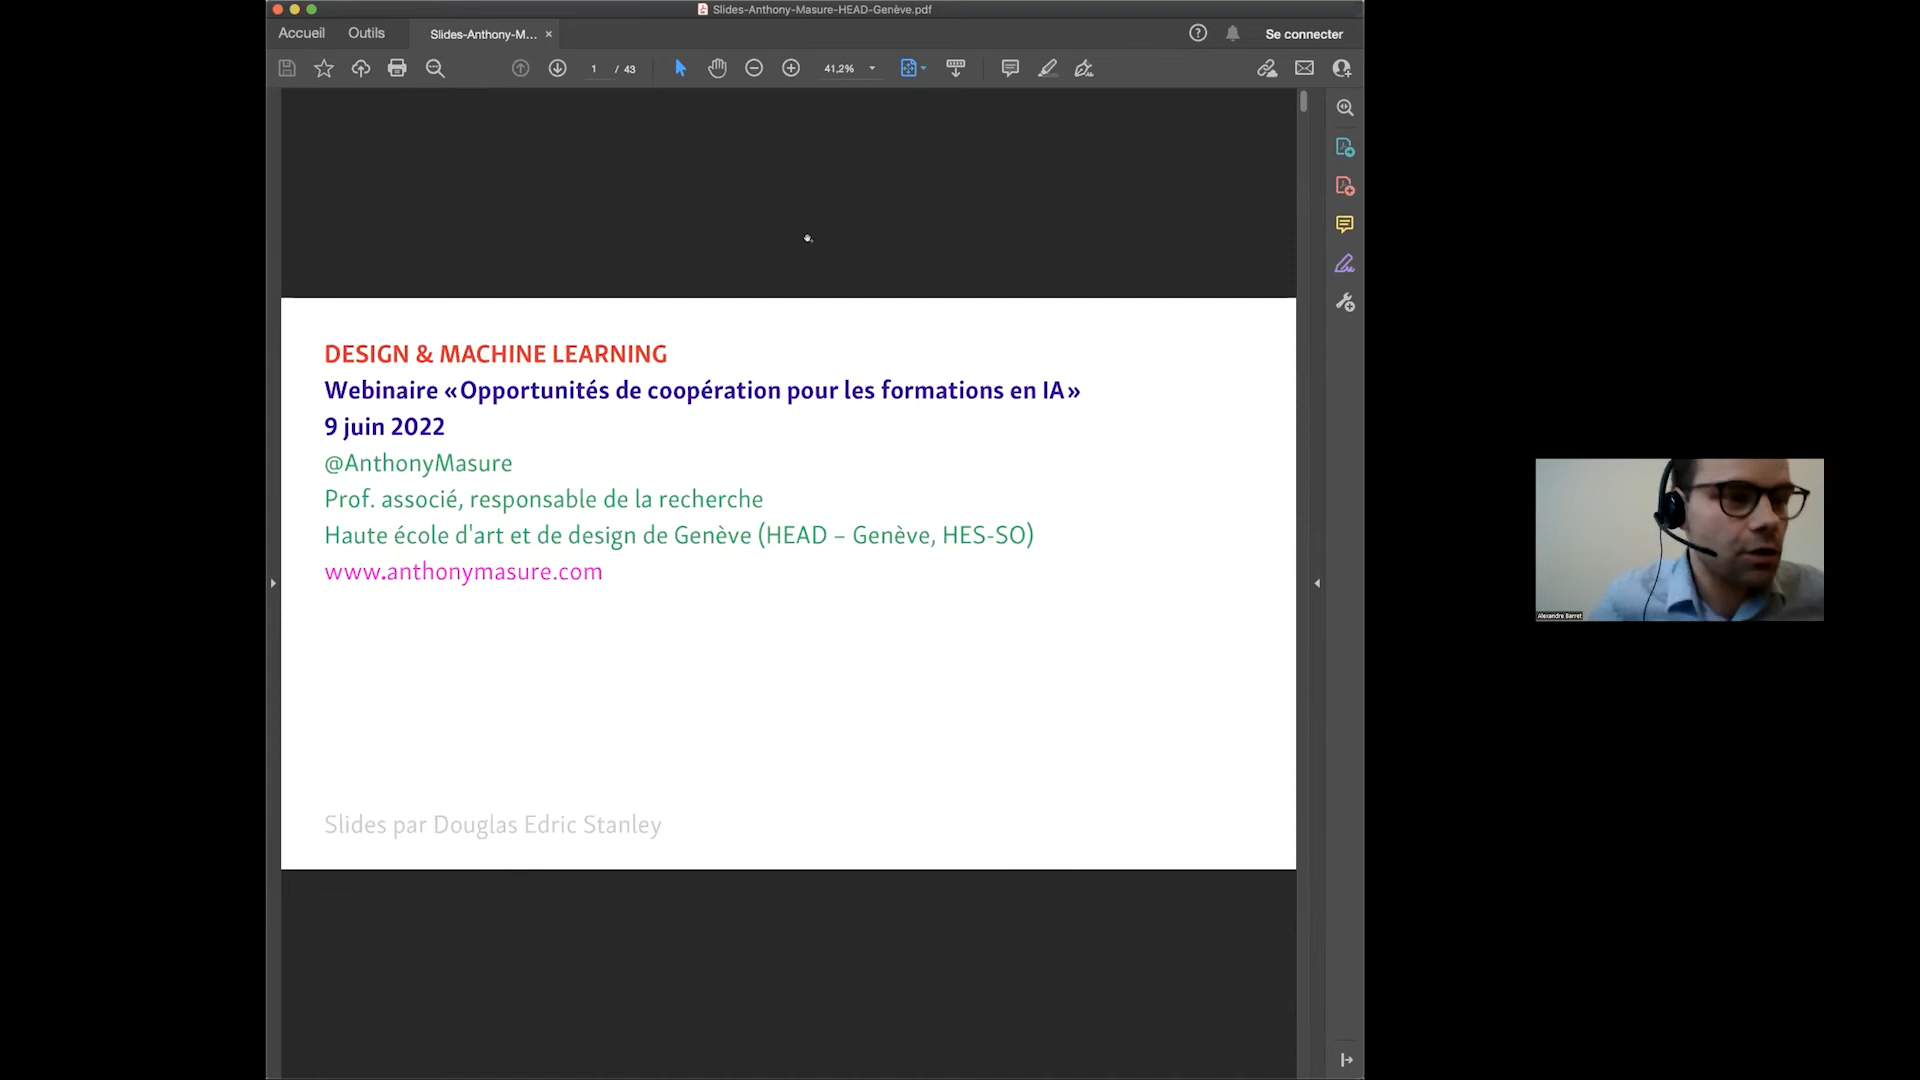 Slides-Anthony-Masure-HEAD-Genève.pdf
Accueil Outils Slides-Anthony-M... × Se connecter
1 / 43 41,2%
DESIGN & MACHINE LEARNING
Webinaire «Opportunités de coopération pour les formations en IA»
9 juin 2022
@AnthonyMasure
Prof. associé, responsable de la recherche
Haute école d'art et de design de Genève (HEAD – Genève, HES-SO)
www.anthonymasure.com
Slides par Douglas Edric Stanley
Alexandre Barret